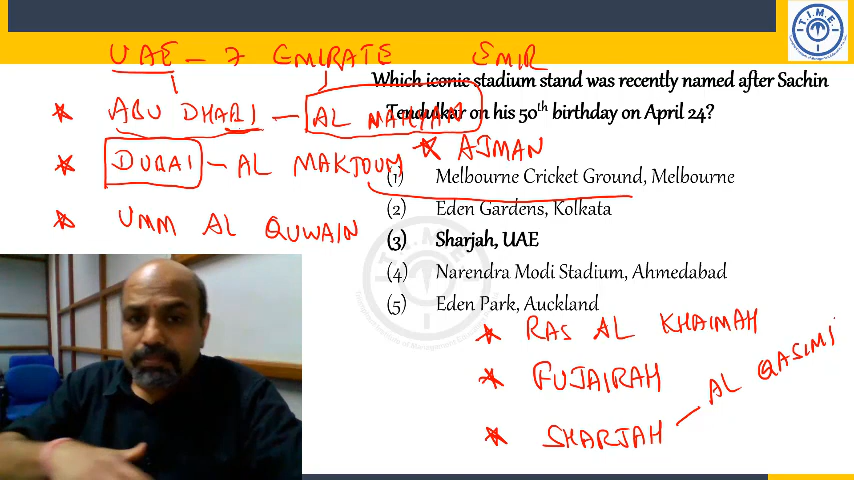 T.I.M.E.
UAE - 7 EMIRATE EMIR
Which iconic stadium stand was recently named after Sachin
Tendulkar on his 50th birthday on April 24?
* ABU DHABI - AL NAHYAN
* DUBAI - AL MAKTOUM
* AJMAN
* UMM AL QUWAIN
(1) Melbourne Cricket Ground, Melbourne
(2) Eden Gardens, Kolkata
(3) Sharjah, UAE
(4) Narendra Modi Stadium, Ahmedabad
(5) Eden Park, Auckland
* RAS AL KHAIMAH
* FUJAIRAH
* SHARJAH - AL QASIMI